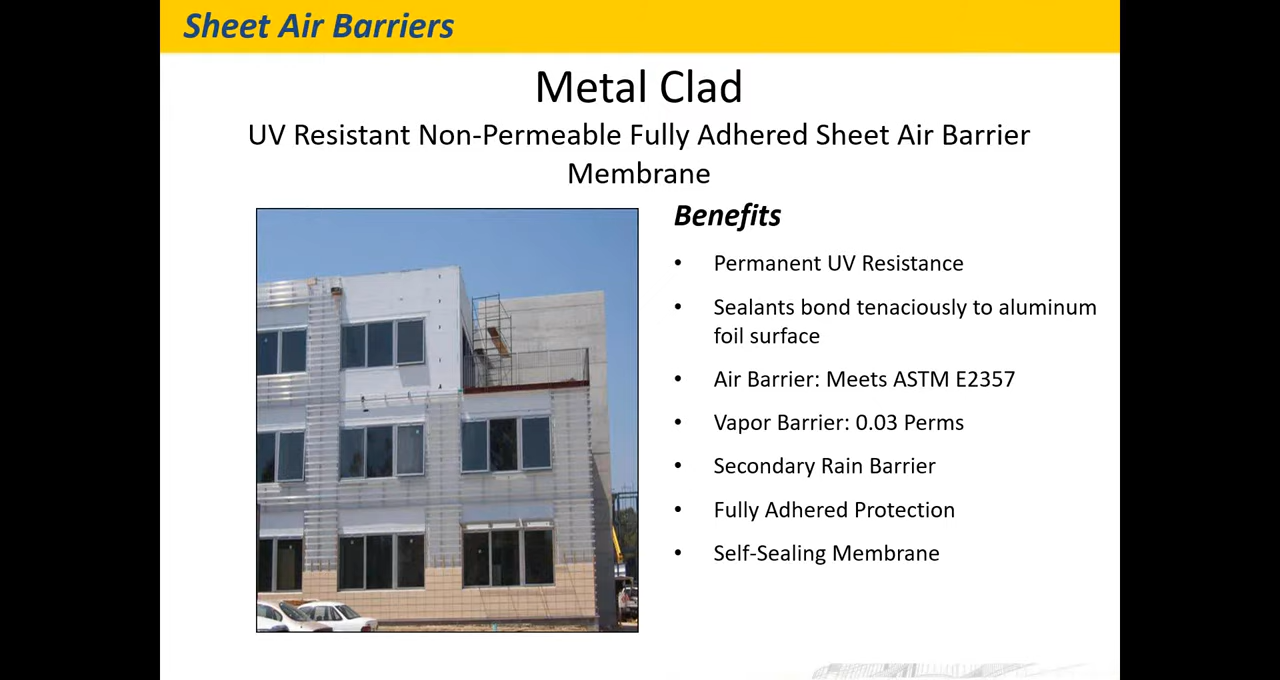 Sheet Air Barriers
Metal Clad
UV Resistant Non-Permeable Fully Adhered Sheet Air Barrier
Membrane
Benefits
• Permanent UV Resistance
• Sealants bond tenaciously to aluminum
foil surface
• Air Barrier: Meets ASTM E2357
• Vapor Barrier: 0.03 Perms
• Secondary Rain Barrier
• Fully Adhered Protection
• Self-Sealing Membrane